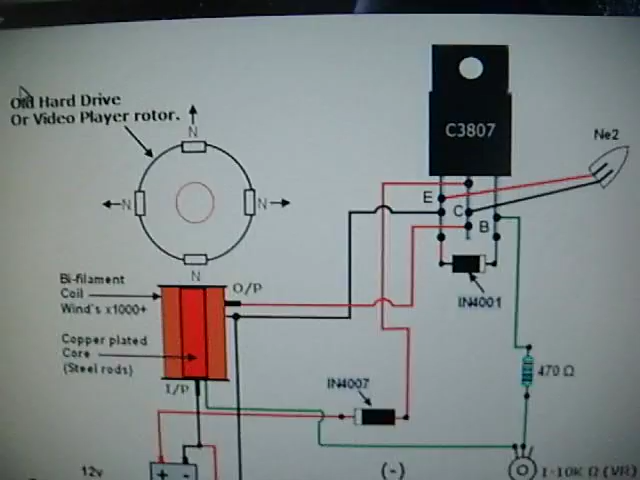 Old Hard Drive
Or Video Player rotor.
N
N
N
N
C3807
Ne2
E
C
B
IN4001
Bi-filament
Coil
Wind's x1000+
O/P
Copper plated
Core
(Steel rods)
I/P
IN4007
470 Ω
12v
+ -
(-)
1-10K Ω (VR)